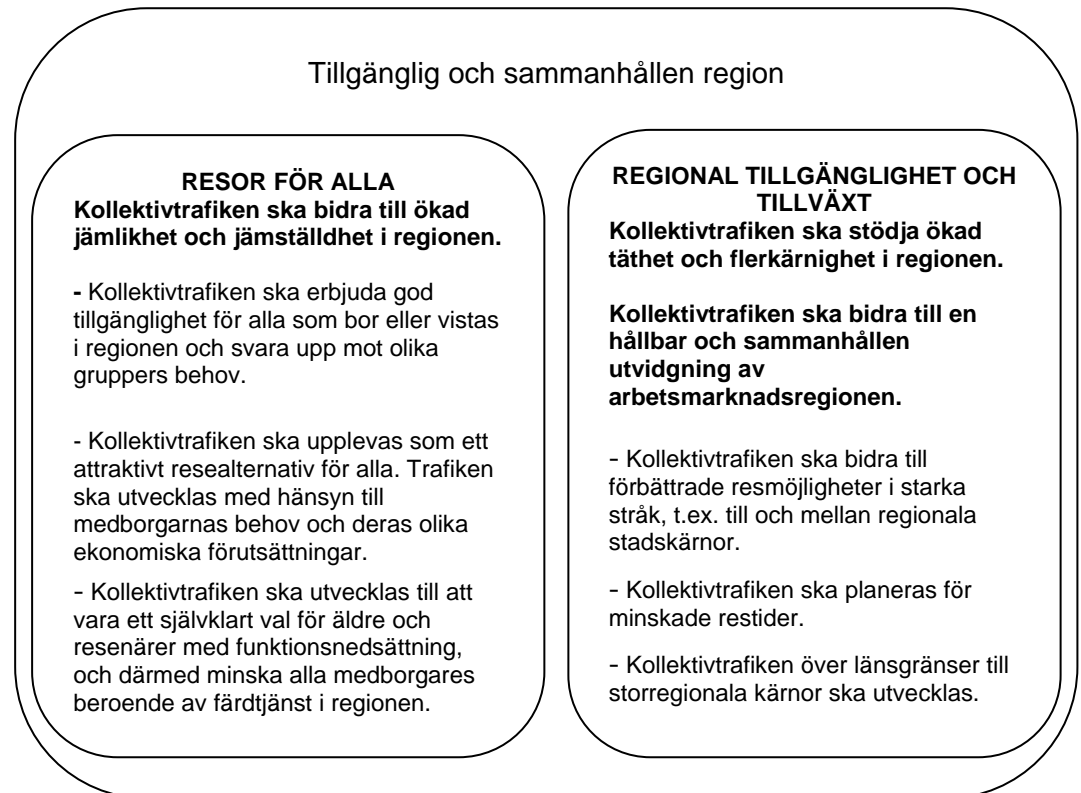 Tillgänglig och sammanhållen region
RESOR FÖR ALLA
Kollektivtrafiken ska bidra till ökad
jämlikhet och jämställdhet i regionen.
- Kollektivtrafiken ska erbjuda god
tillgänglighet för alla som bor eller vistas
i regionen och svara upp mot olika
gruppers behov.
- Kollektivtrafiken ska upplevas som ett
attraktivt resealternativ för alla. Trafiken
ska utvecklas med hänsyn till
medborgarnas behov och deras olika
ekonomiska förutsättningar.
- Kollektivtrafiken ska utvecklas till att
vara ett självklart val för äldre och
resenärer med funktionsnedsättning,
och därmed minska alla medborgares
beroende av färdtjänst i regionen.
REGIONAL TILLGÄNGLIGHET OCH
TILLVÄXT
Kollektivtrafiken ska stödja ökad
täthet och flerkärnighet i regionen.
Kollektivtrafiken ska bidra till en
hållbar och sammanhållen
utvidgning av
arbetsmarknadsregionen.
- Kollektivtrafiken ska bidra till
förbättrade resmöjligheter i starka
stråk, t.ex. till och mellan regionala
stadskärnor.
- Kollektivtrafiken ska planeras för
minskade restider.
- Kollektivtrafiken över länsgränser till
storregionala kärnor ska utvecklas.